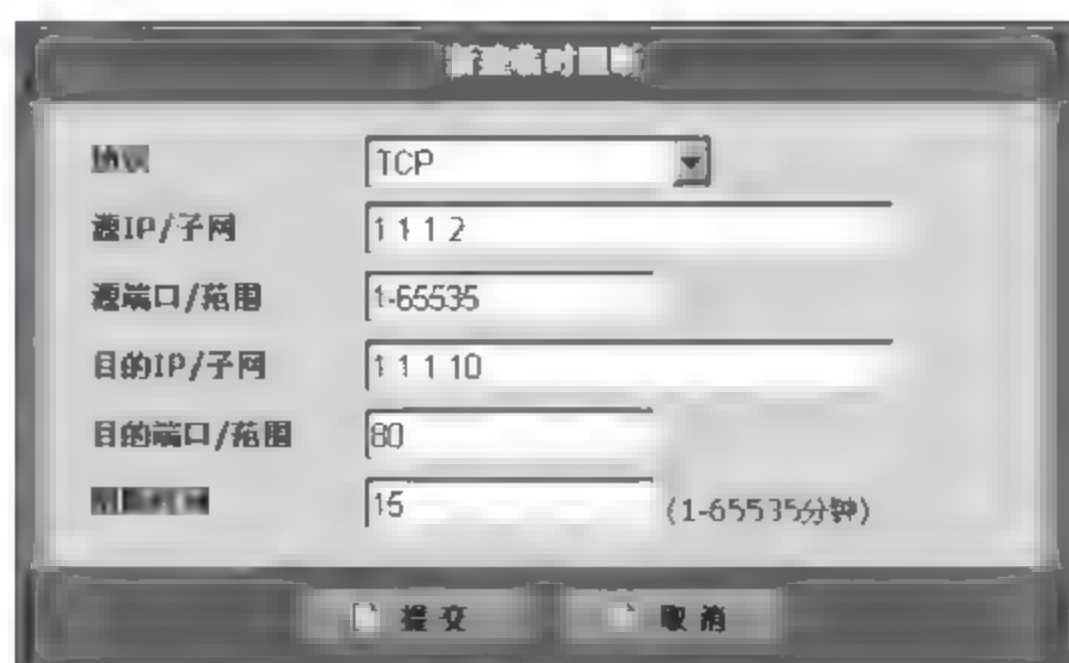 协议 TCP
源IP/子网 1 1 1 2
源端口/范围 1-65535
目的IP/子网 1 1 1 10
目的端口/范围 80
15 (1-65535分钟)
提交 取消